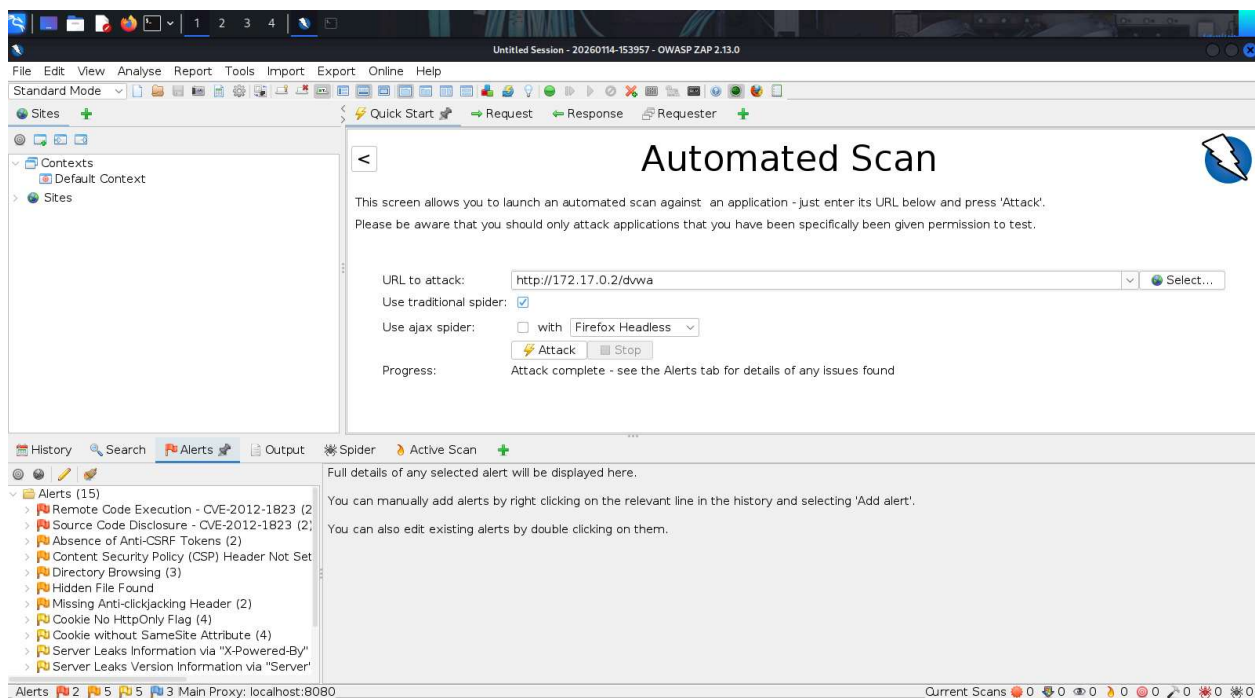 1 2 3 4
Untitled Session - 20260114-153957 - OWASP ZAP 2.13.0
File Edit View Analyse Report Tools Import Export Online Help
Standard Mode
Sites
Quick Start Request Response Requester
Contexts
Default Context
Sites
<
Automated Scan
This screen allows you to launch an automated scan against an application - just enter its URL below and press 'Attack'.
Please be aware that you should only attack applications that you have been specifically been given permission to test.
URL to attack: http://172.17.0.2/dvwa Select...
Use traditional spider:
Use ajax spider: with Firefox Headless
Attack Stop
Progress: Attack complete - see the Alerts tab for details of any issues found
History Search Alerts Output Spider Active Scan
Alerts (15)
Remote Code Execution - CVE-2012-1823 (2
Source Code Disclosure - CVE-2012-1823 (2
Absence of Anti-CSRF Tokens (2)
Content Security Policy (CSP) Header Not Set
Directory Browsing (3)
Hidden File Found
Missing Anti-clickjacking Header (2)
Cookie No HttpOnly Flag (4)
Cookie without SameSite Attribute (4)
Server Leaks Information via "X-Powered-By"
Server Leaks Version Information via "Server"
Full details of any selected alert will be displayed here.
You can manually add alerts by right clicking on the relevant line in the history and selecting 'Add alert'.
You can also edit existing alerts by double clicking on them.
Alerts 2 5 5 3 Main Proxy: localhost:8080
Current Scans 0 0 0 0 0 0 0 0